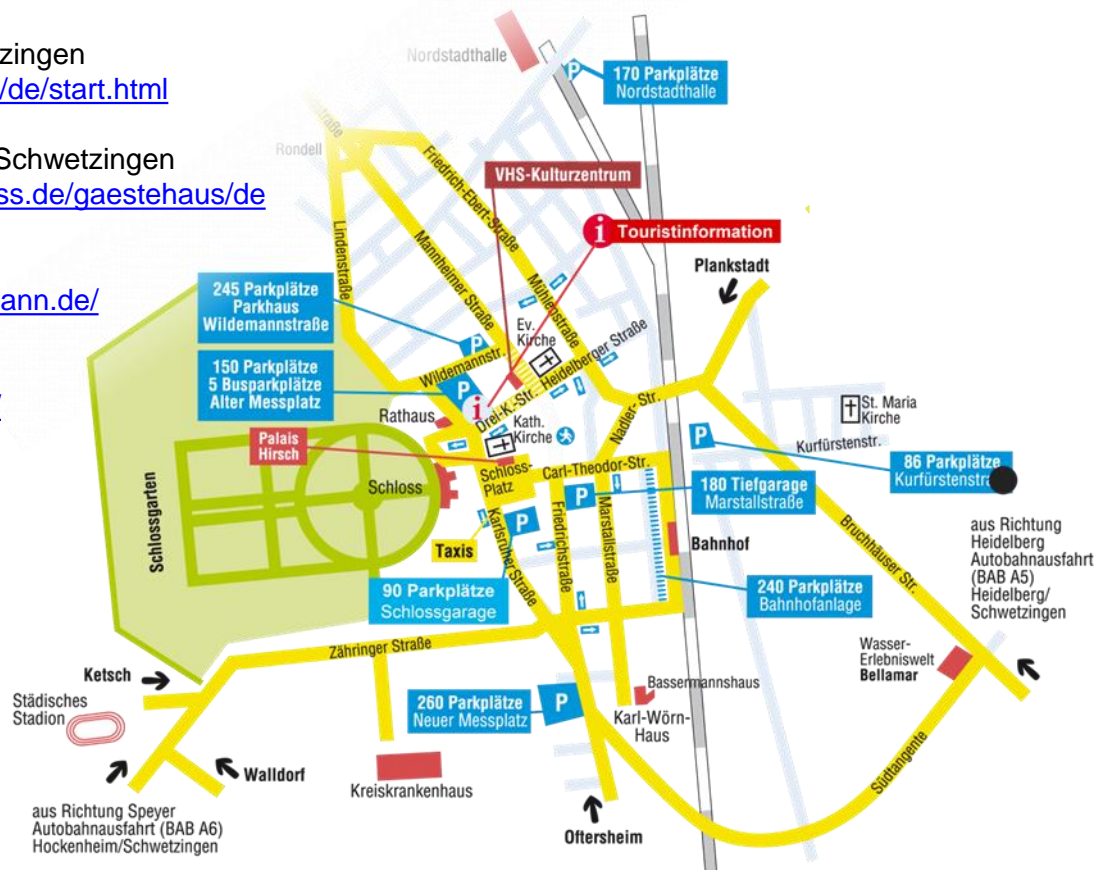 tzingen
/de/start.html
Schwetzingen
ss.de/gaestehaus/de
ann.de/
/
Nordstadthalle
P
170 Parkplätze
Nordstadthalle
straße
Rondell
Friedrich-Ebert-Straße
VHS-Kulturzentrum
i Touristinformation
Lindenstraße
Mannheimer Straße
Mühlenstraße
Plankstadt
245 Parkplätze
Parkhaus
Wildemannstraße
P
Ev.
Kirche
Heidelberger Straße
Wildemannstr.
150 Parkplätze
5 Busparkplätze
Alter Messplatz
P
i
Drei-K.-Str.
Nadler-Str.
Rathaus
Kath.
Kirche
St. Maria
Kirche
Palais
Hirsch
P
Kurfürstenstr.
86 Parkplätze
Kurfürstenstr
Schloss
Schloss-
Platz
Carl-Theodor-Str.
P
180 Tiefgarage
Marstallstraße
Schlossgarten
P
Taxis
Karlsruher Straße
Friedrichstraße
Marstallstraße
Bahnhof
Bruchhäuser Str.
aus Richtung
Heidelberg
Autobahnausfahrt
(BAB A5)
Heidelberg/
Schwetzingen
90 Parkplätze
Schlossgarage
240 Parkplätze
Bahnhofanlage
Zähringer Straße
Wasser-
Erlebniswelt
Bellamar
Ketsch
Städisches
Stadion
260 Parkplätze
Neuer Messplatz
P
Bassermannshaus
Karl-Wörn-
Haus
Walldorf
Kreiskrankenhaus
Südtangente
aus Richtung Speyer
Autobahnausfahrt (BAB A6)
Hockenheim/Schwetzingen
Oftersheim